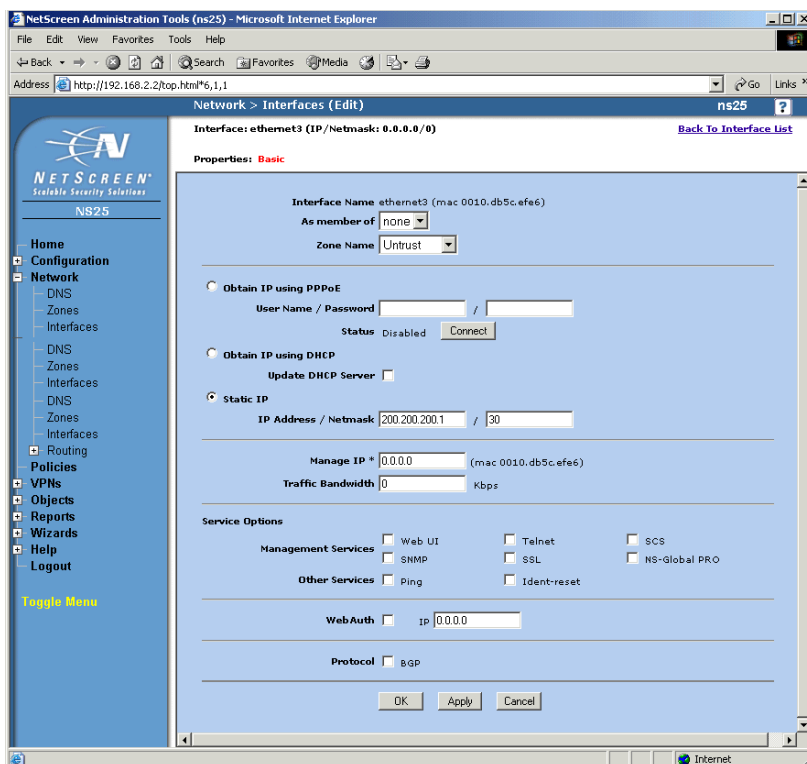 NetScreen Administration Tools (ns25) - Microsoft Internet Explorer
File Edit View Favorites Tools Help
Back Search Favorites Media
Address http://192.168.2.2/top.html*6,1,1 Go Links »
Network > Interfaces (Edit) ns25 ?
Interface: ethernet3 (IP/Netmask: 0.0.0.0/0) Back To Interface List
Properties: Basic
N
NETSCREEN
Scalable Security Solutions
NS25
Home
Configuration
Network
DNS
Zones
Interfaces
DNS
Zones
Interfaces
DNS
Zones
Interfaces
Routing
Policies
VPNs
Objects
Reports
Wizards
Help
Logout
Toggle Menu
Interface Name ethernet3 (mac 0010.db5c.efe6)
As member of none
Zone Name Untrust
Obtain IP using PPPoE
User Name / Password /
Status Disabled Connect
Obtain IP using DHCP
Update DHCP Server
Static IP
IP Address / Netmask 200.200.200.1 / 30
Manage IP * 0.0.0.0 (mac 0010.db5c.efe6)
Traffic Bandwidth 0 Kbps
Service Options
Management Services Web UI Telnet SCS
SNMP SSL NS-Global PRO
Other Services Ping Ident-reset
WebAuth IP 0.0.0.0
Protocol BGP
OK Apply Cancel
Internet